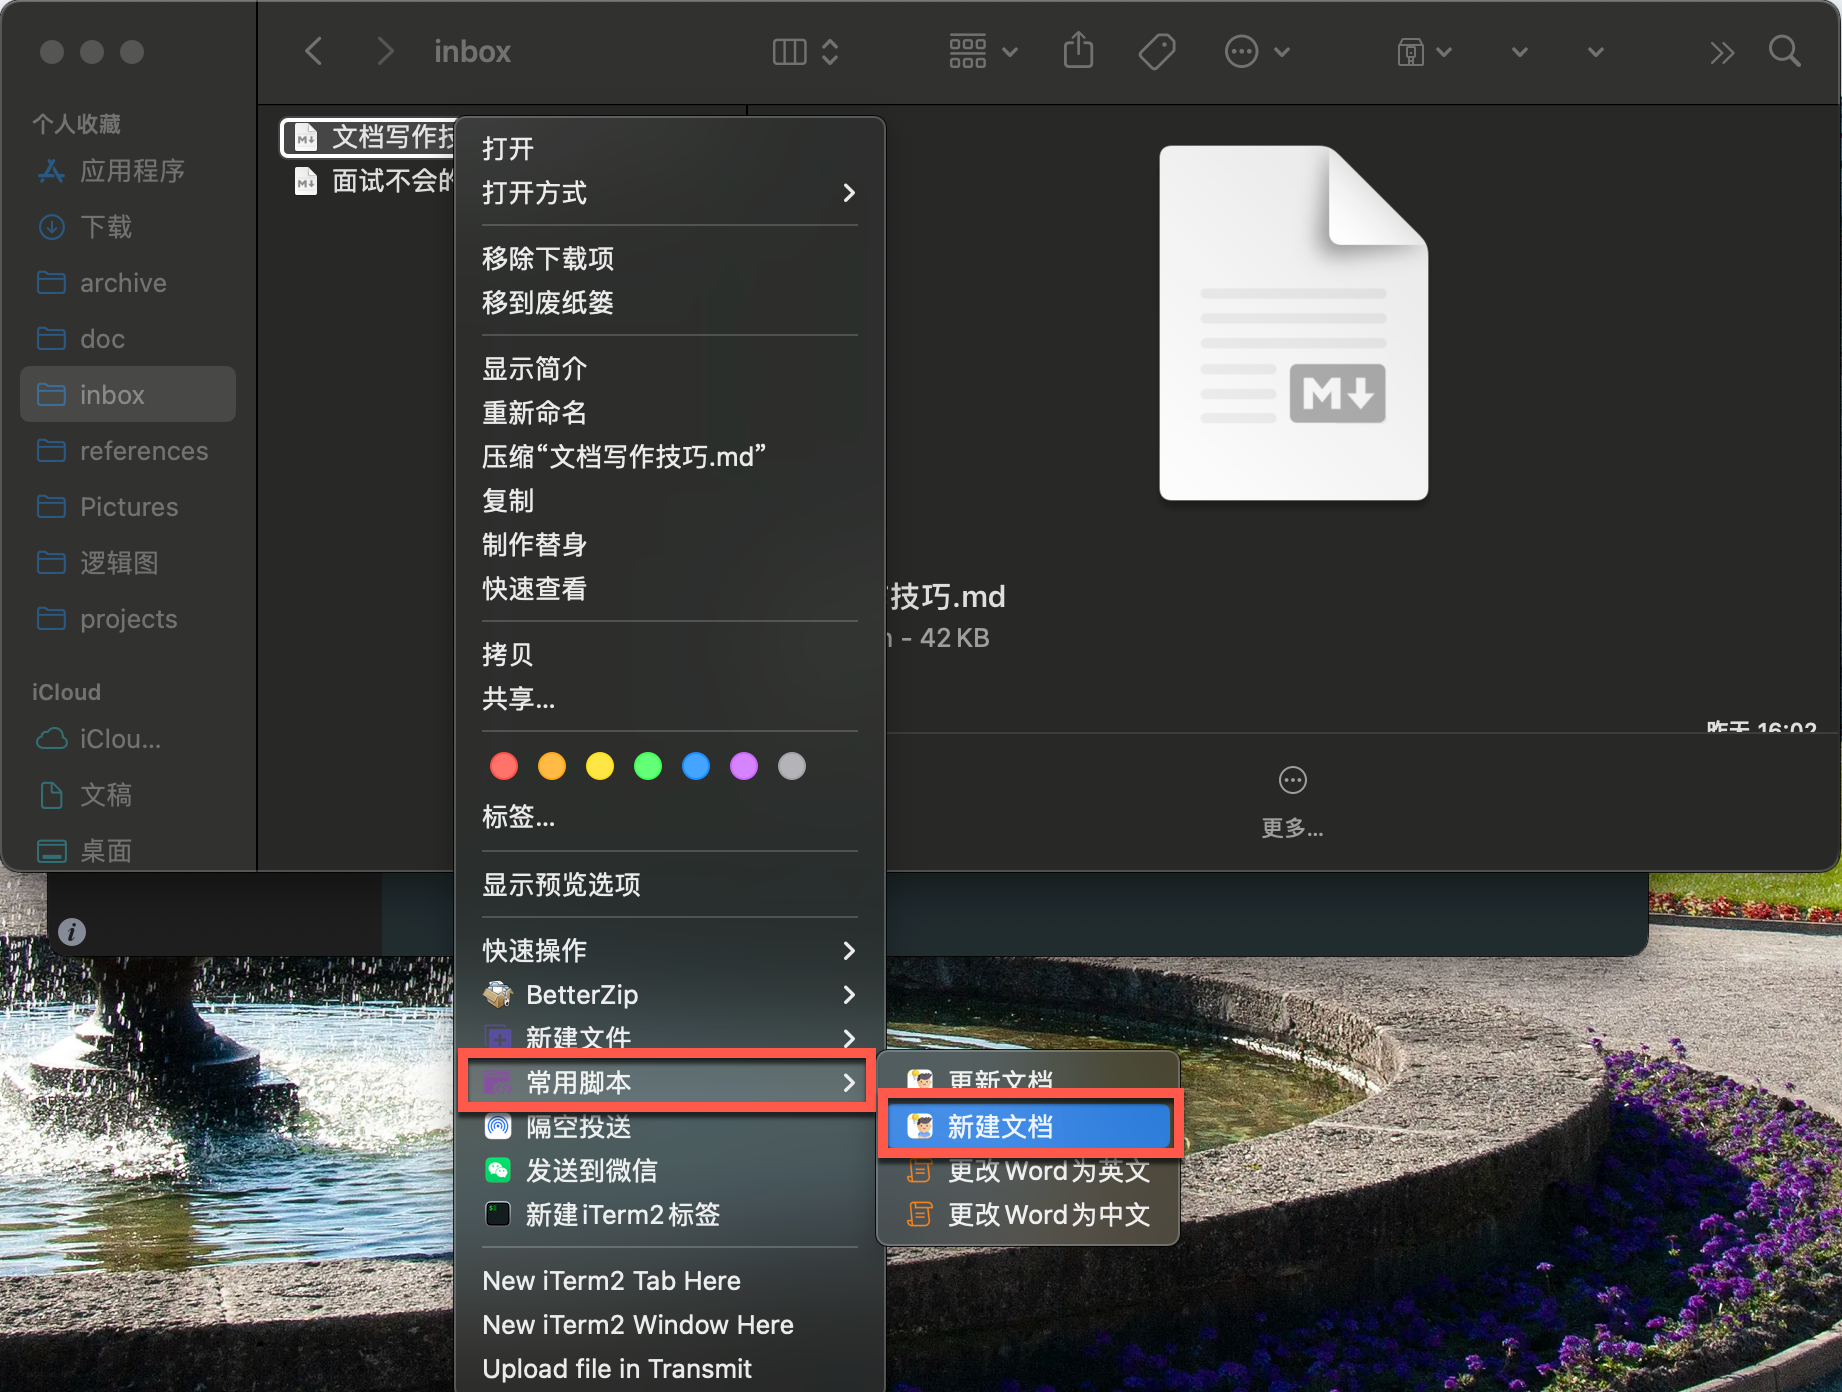 inbox
个人收藏
应用程序
下载
archive
doc
inbox
references
Pictures
逻辑图
projects
iCloud
iClou...
文稿
桌面
文档写作技
面试不会的
打开
打开方式
移除下载项
移到废纸篓
显示简介
重新命名
压缩“文档写作技巧.md”
复制
制作替身
快速查看
拷贝
共享...
标签...
显示预览选项
快速操作
BetterZip
新建文件
常用脚本
隔空投送
发送到微信
新建 iTerm2 标签
New iTerm2 Tab Here
New iTerm2 Window Here
Upload file in Transmit
更新文档
新建文档
更改 Word 为英文
更改 Word 为中文
M
技巧.md
- 42 KB
昨天 16:02
更多...